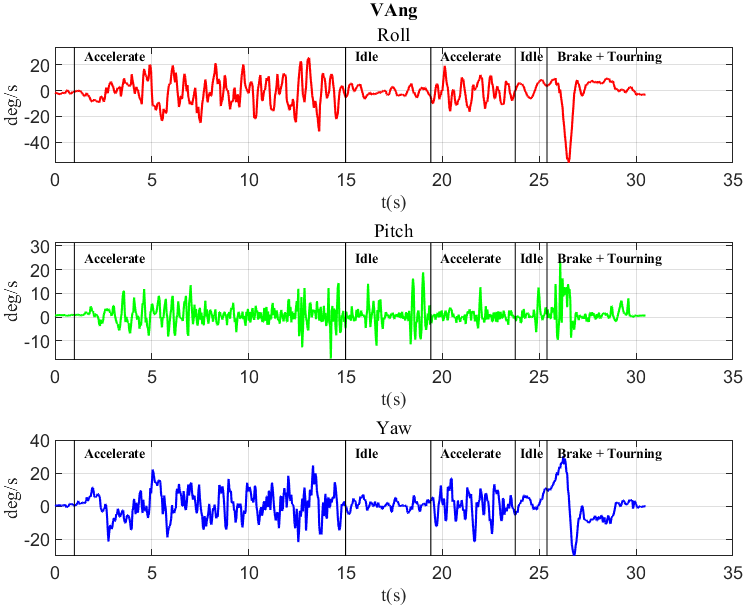 VAng
Roll
Accelerate Idle Accelerate Idle Brake + Tourning
20
0
-20
-40
deg/s
0 5 10 15 20 25 30 35
t(s)
Pitch
Accelerate Idle Accelerate Idle Brake + Tourning
30
20
10
0
-10
deg/s
0 5 10 15 20 25 30 35
t(s)
Yaw
Accelerate Idle Accelerate Idle Brake + Tourning
40
20
0
-20
deg/s
0 5 10 15 20 25 30 35
t(s)